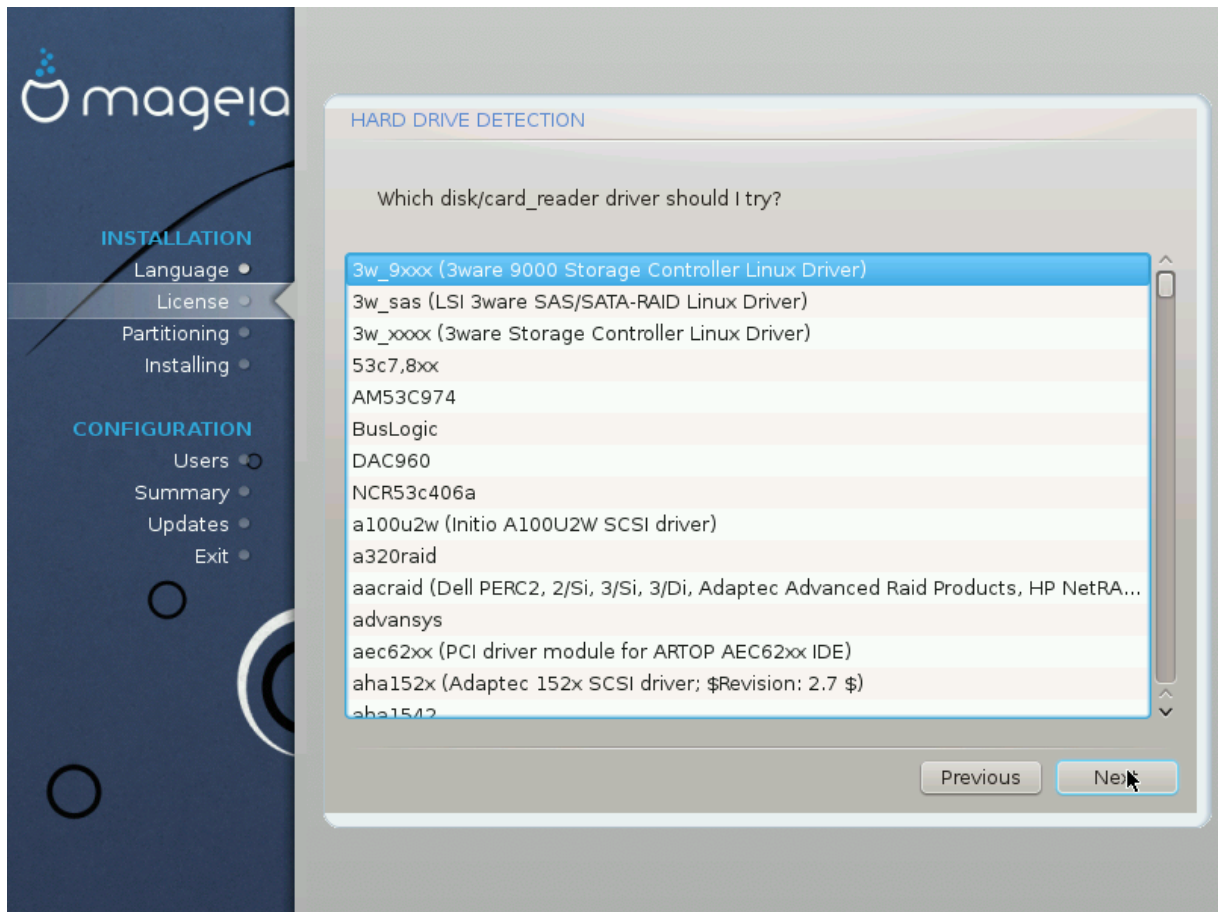 mageia
INSTALLATION
Language
License
Partitioning
Installing
CONFIGURATION
Users
Summary
Updates
Exit
HARD DRIVE DETECTION
Which disk/card_reader driver should I try?
3w_9xxx (3ware 9000 Storage Controller Linux Driver)
3w_sas (LSI 3ware SAS/SATA-RAID Linux Driver)
3w_xxxx (3ware Storage Controller Linux Driver)
53c7,8xx
AM53C974
BusLogic
DAC960
NCR53c406a
a100u2w (Initio A100U2W SCSI driver)
a320raid
aacraid (Dell PERC2, 2/Si, 3/Si, 3/Di, Adaptec Advanced Raid Products, HP NetRA...
advansys
aec62xx (PCI driver module for ARTOP AEC62xx IDE)
aha152x (Adaptec 152x SCSI driver; $Revision: 2.7 $)
aha1542
Previous
Next